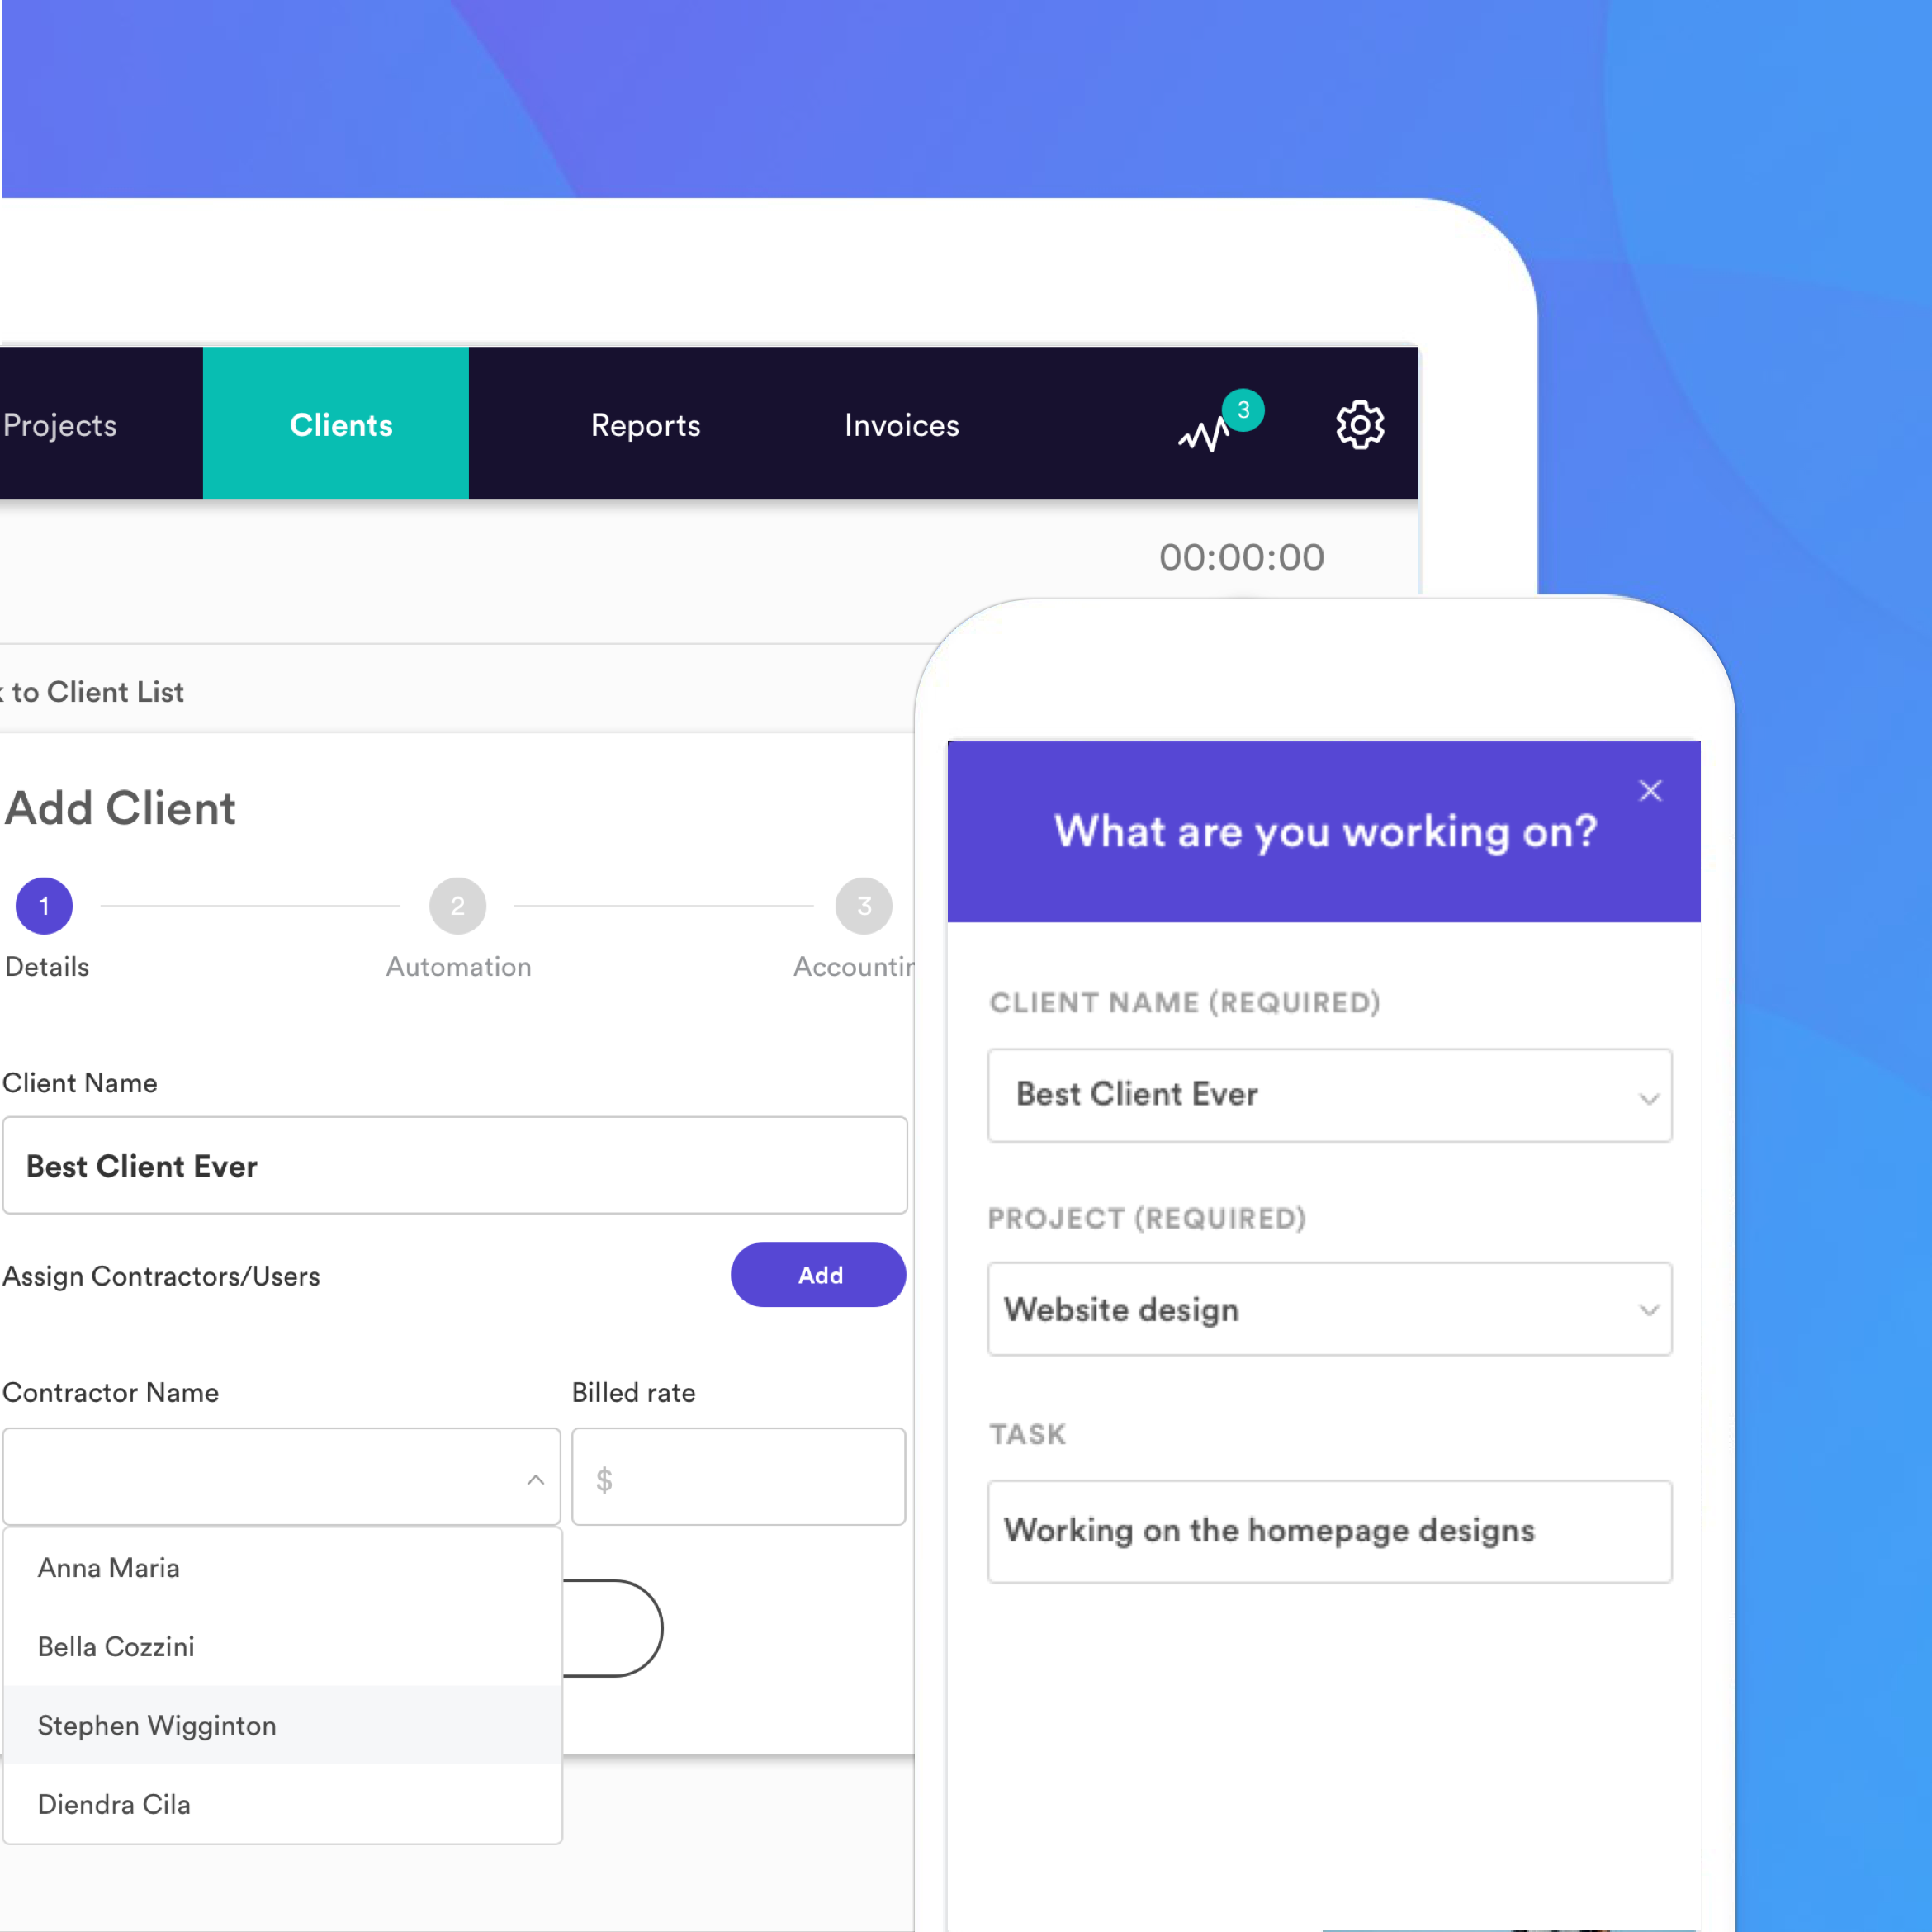 Projects
Clients
Reports
Invoices
3
00:00:00
to Client List
Add Client
1
2
3
Details
Automation
Client Name
Best Client Ever
Assign Contractors/Users
Add
Contractor Name
Billed rate
$
Anna Maria
Bella Cozzini
Stephen Wigginton
Diendra Cila
What are you working on?
CLIENT NAME (REQUIRED)
Best Client Ever
PROJECT (REQUIRED)
Website design
TASK
Working on the homepage designs